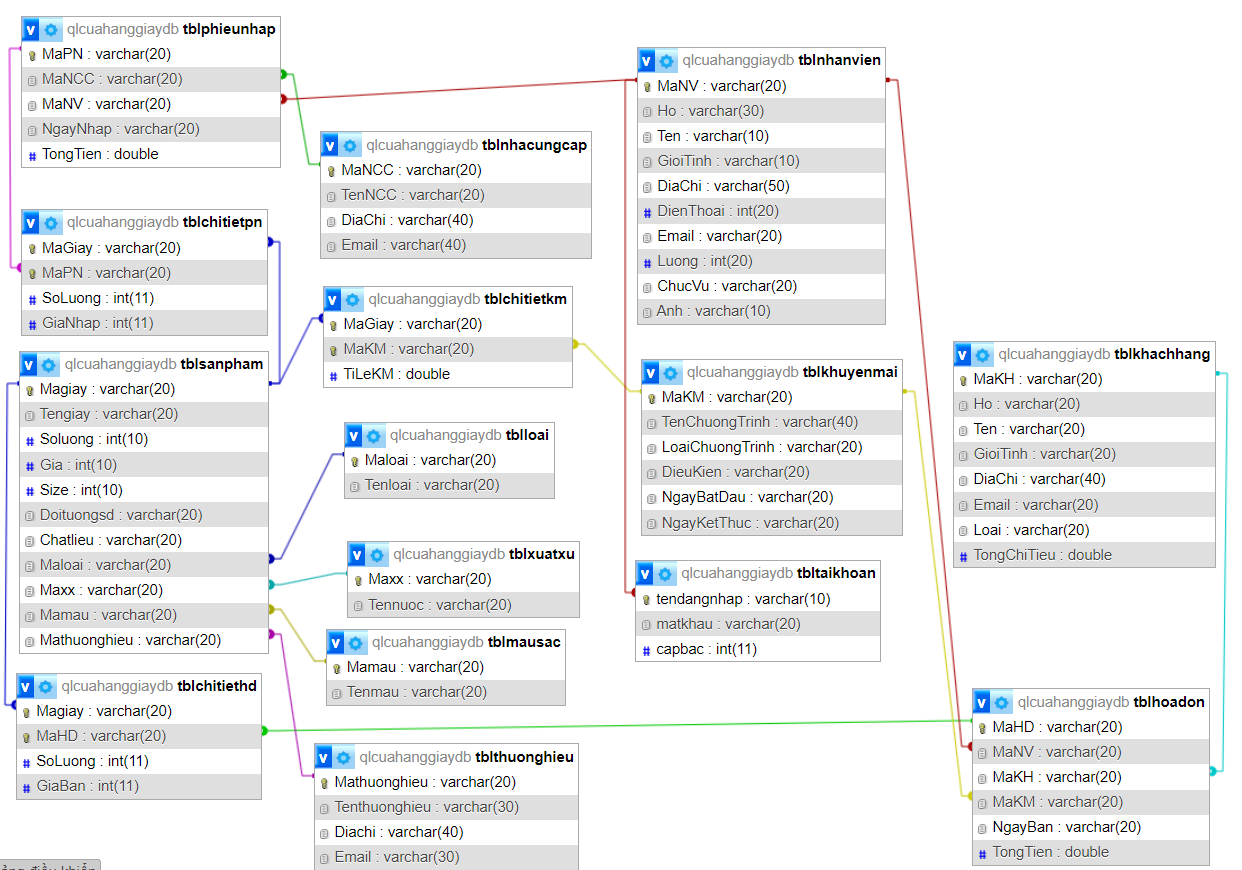 qlcuahanggiaydb tblphieunhap
MaPN : varchar(20)
MaNCC : varchar(20)
MaNV : varchar(20)
NgayNhap : varchar(20)
TongTien : double
qlcuahanggiaydb tblchitietpn
MaGiay : varchar(20)
MaPN : varchar(20)
SoLuong : int(11)
GiaNhap : int(11)
qlcuahanggiaydb tblsanpham
Magiay : varchar(20)
Tengiay : varchar(20)
Soluong : int(10)
Gia : int(10)
Size : int(10)
Doituongsd : varchar(20)
Chatlieu : varchar(20)
Maloai : varchar(20)
Maxx : varchar(20)
Mamau : varchar(20)
Mathuonghieu : varchar(20)
qlcuahanggiaydb tblchitiethd
Magiay : varchar(20)
MaHD : varchar(20)
SoLuong : int(11)
GiaBan : int(11)
qlcuahanggiaydb tblnhacungcap
MaNCC : varchar(20)
TenNCC : varchar(20)
DiaChi : varchar(40)
Email : varchar(40)
qlcuahanggiaydb tblchitietkm
MaGiay : varchar(20)
MaKM : varchar(20)
TiLeKM : double
qlcuahanggiaydb tblloai
Maloai : varchar(20)
Tenloai : varchar(20)
qlcuahanggiaydb tblxuatxu
Maxx : varchar(20)
Tennuoc : varchar(20)
qlcuahanggiaydb tblmausac
Mamau : varchar(20)
Tenmau : varchar(20)
qlcuahanggiaydb tblthuonghieu
Mathuonghieu : varchar(20)
Tenthuonghieu : varchar(30)
Diachi : varchar(40)
Email : varchar(30)
qlcuahanggiaydb tblnhanvien
MaNV : varchar(20)
Ho : varchar(30)
Ten : varchar(10)
GioiTinh : varchar(10)
DiaChi : varchar(50)
DienThoai : int(20)
Email : varchar(20)
Luong : int(20)
ChucVu : varchar(20)
Anh : varchar(10)
qlcuahanggiaydb tblkhuyenmai
MaKM : varchar(20)
TenChuongTrinh : varchar(40)
LoaiChuongTrinh : varchar(20)
DieuKien : varchar(20)
NgayBatDau : varchar(20)
NgayKetThuc : varchar(20)
qlcuahanggiaydb tbltaikhoan
tendangnhap : varchar(10)
matkhau : varchar(20)
capbac : int(11)
qlcuahanggiaydb tblkhachhang
MaKH : varchar(20)
Ho : varchar(20)
Ten : varchar(20)
GioiTinh : varchar(20)
DiaChi : varchar(40)
Email : varchar(20)
Loai : varchar(20)
TongChiTieu : double
qlcuahanggiaydb tblhoadon
MaHD : varchar(20)
MaNV : varchar(20)
MaKH : varchar(20)
MaKM : varchar(20)
NgayBan : varchar(20)
TongTien : double